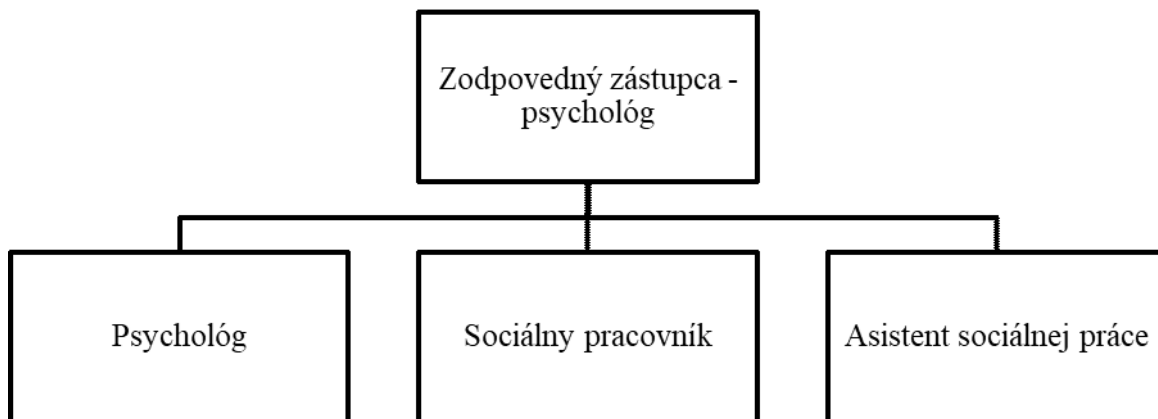 Zodpovedný zástupca -
psychológ
Psychológ
Sociálny pracovník
Asistent sociálnej práce